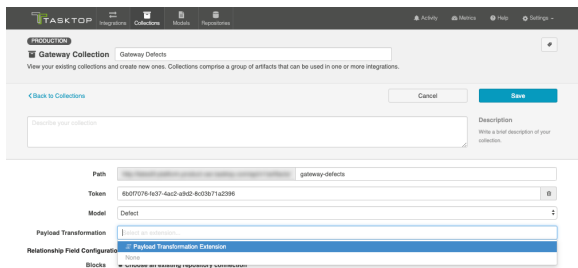 TASKTOP
Integrations Collections Models Repositories
Activity Metrics Help Settings
PRODUCTION
Gateway Collection Gateway Defects
View your existing collections and create new ones. Collections comprise a group of artifacts that can be used in one or more integrations.
Back to Collections Cancel Save
Describe your collection Description
Write a brief description of your
collection.
Path gateway-defects
Token 6b0f7076-fe37-4ac2-a9d2-8c03b71a2396
Model Defect
Payload Transformation Select an extension...
Payload Transformation Extension
Relationship Field Configuratio
None
Blocks Choose an existing repository connection